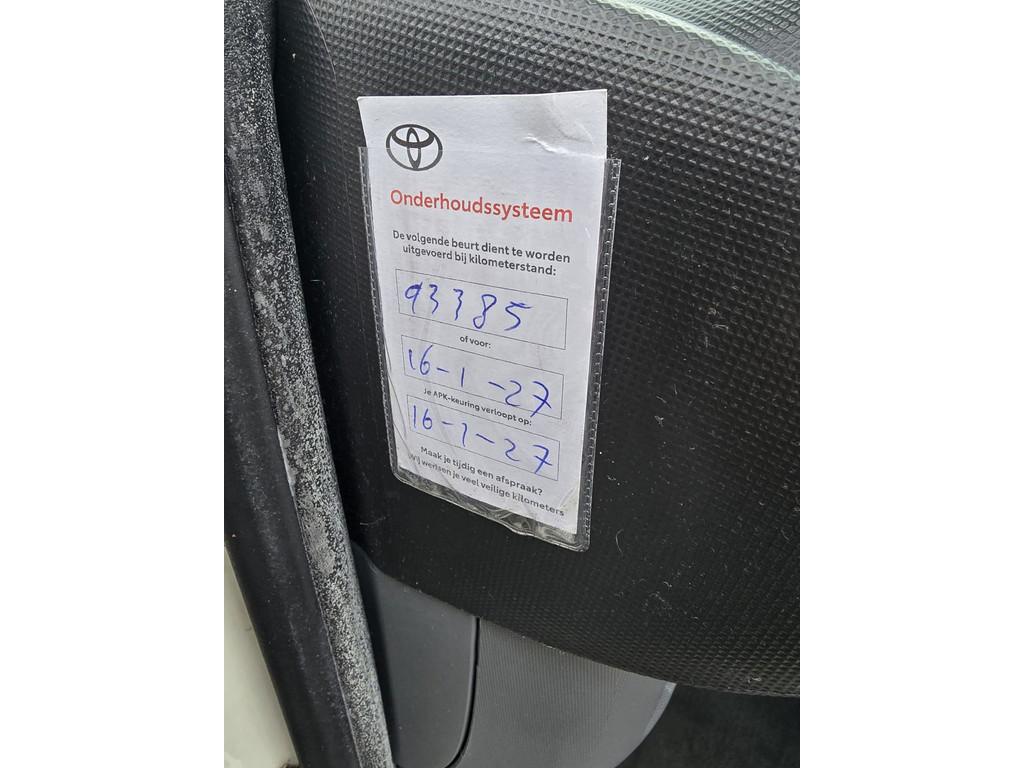 Onderhoudssysteem
De volgende beurt dient te worden
uitgevoerd bij kilometerstand:
93385
of voor:
16-1-27
Je APK-keuring verloopt op:
16-1-27
Maak je tijdig een afspraak?
Wij wensen je veel veilige kilometers